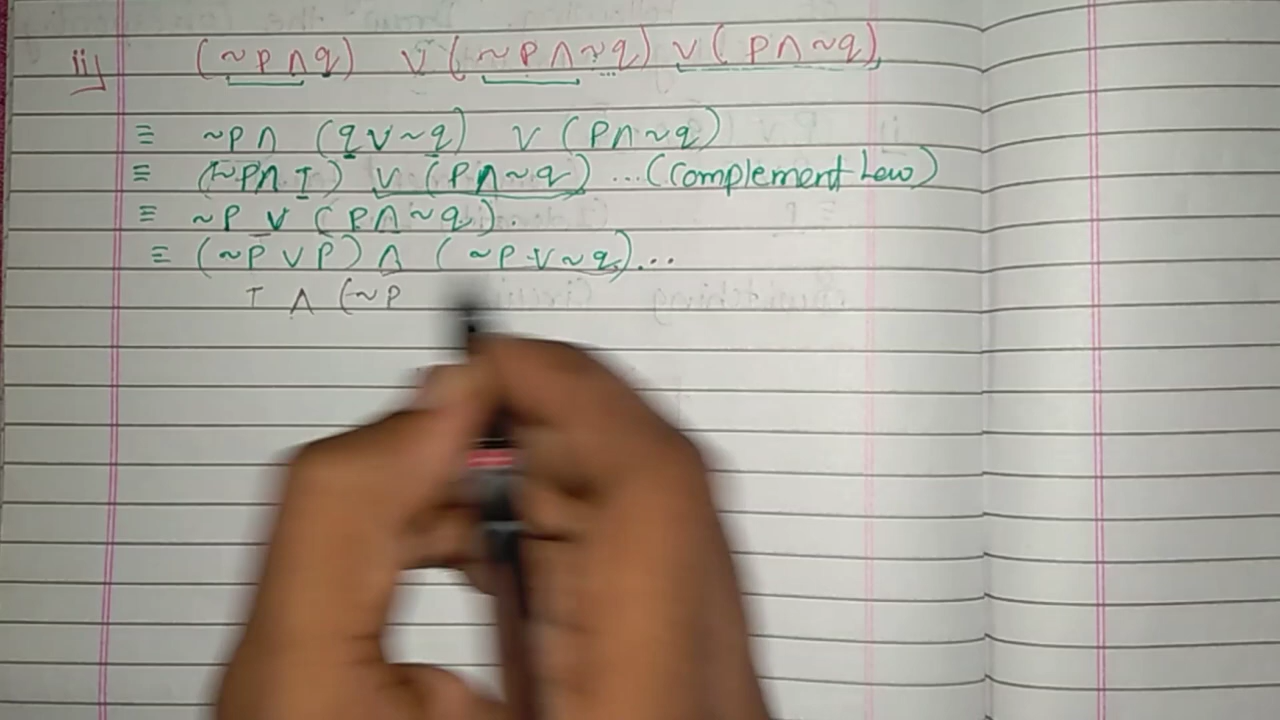 ii) (~p∧q) ∨ (~p∧~q) ∨ (p∧~q)
≡ ~p∧ (q∨~q) ∨ (p∧~q)
≡ (~p∧T) ∨ (p∧~q) ...(Complement Law)
≡ ~p ∨ (p∧~q).
≡ (~p∨p) ∧ (~p∨~q)...
T ∧ (~p